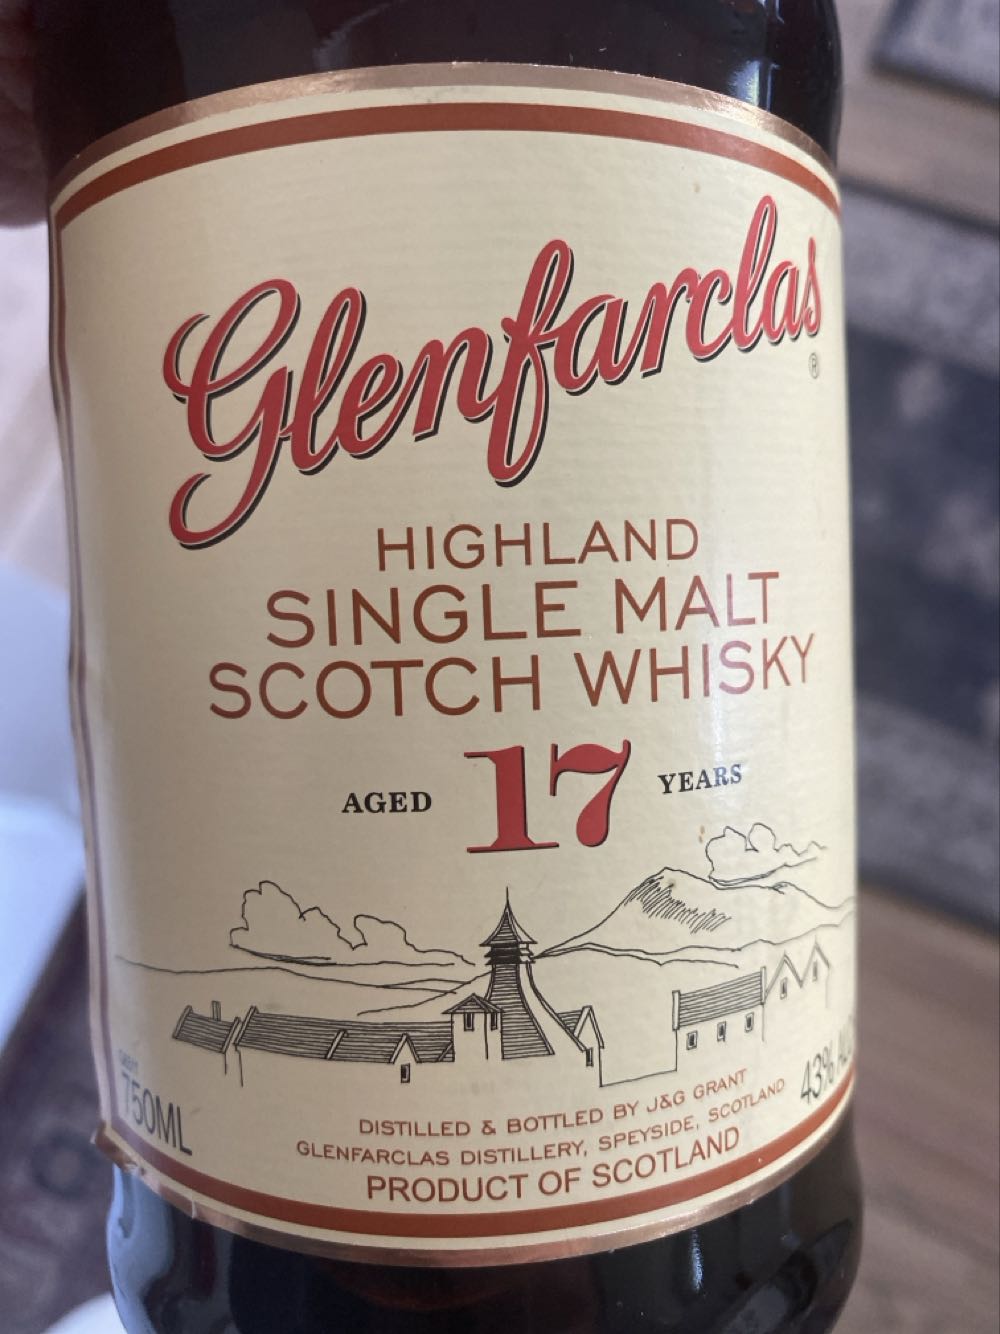 Glenfarclas
®
HIGHLAND
SINGLE MALT
SCOTCH WHISKY
AGED 17 YEARS
750ML
43%
DISTILLED & BOTTLED BY J&G GRANT
GLENFARCLAS DISTILLERY, SPEYSIDE, SCOTLAND
PRODUCT OF SCOTLAND